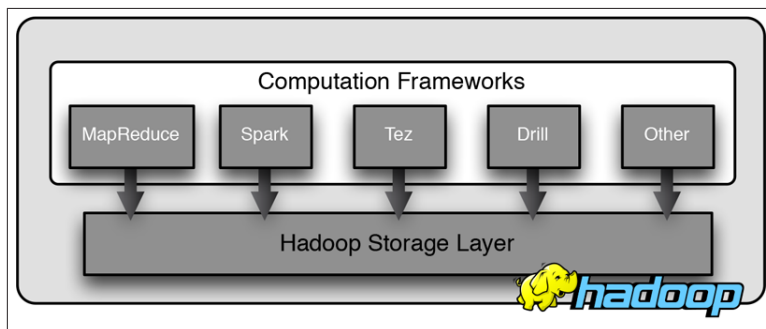 Computation Frameworks
MapReduce Spark Tez Drill Other
Hadoop Storage Layer
hadoop